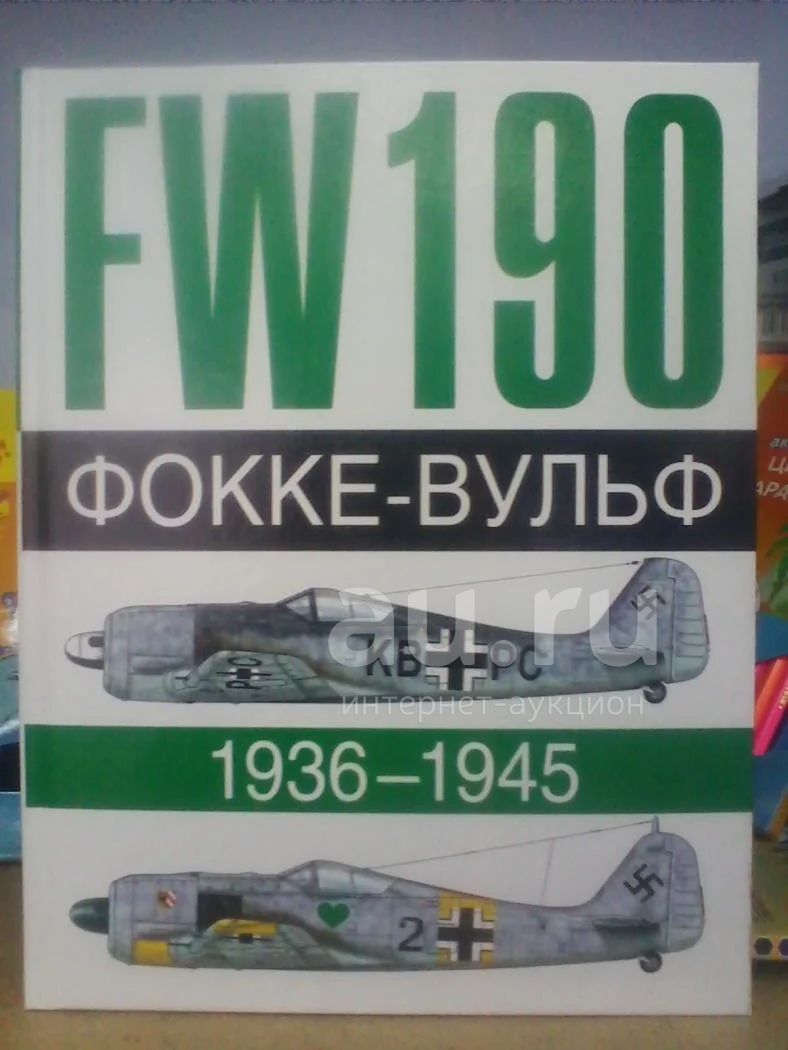 FW190
ФОККЕ-ВУЛЬФ
au.ru
KB PC
P C
интернет-аукцион
1936–1945
2